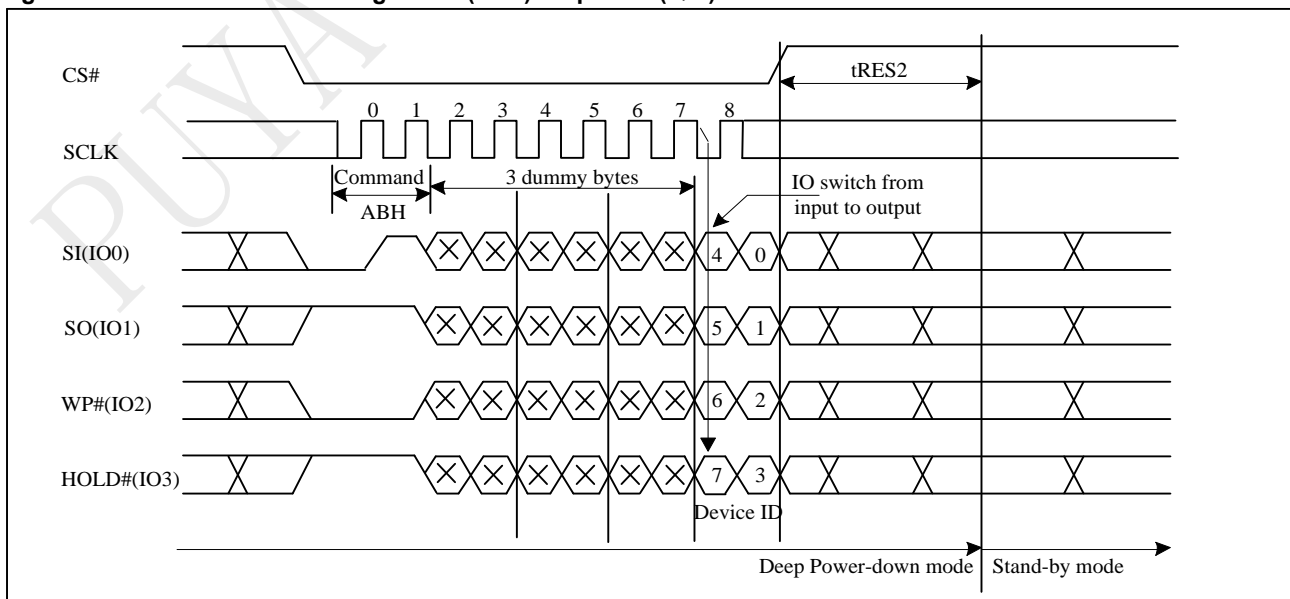 PUYA
CS#
tRES2
0 1 2 3 4 5 6 7 8
SCLK
Command
3 dummy bytes
IO switch from
input to output
ABH
SI(IO0)
4 0
SO(IO1)
5 1
WP#(IO2)
6 2
HOLD#(IO3)
7 3
Device ID
Deep Power-down mode
Stand-by mode